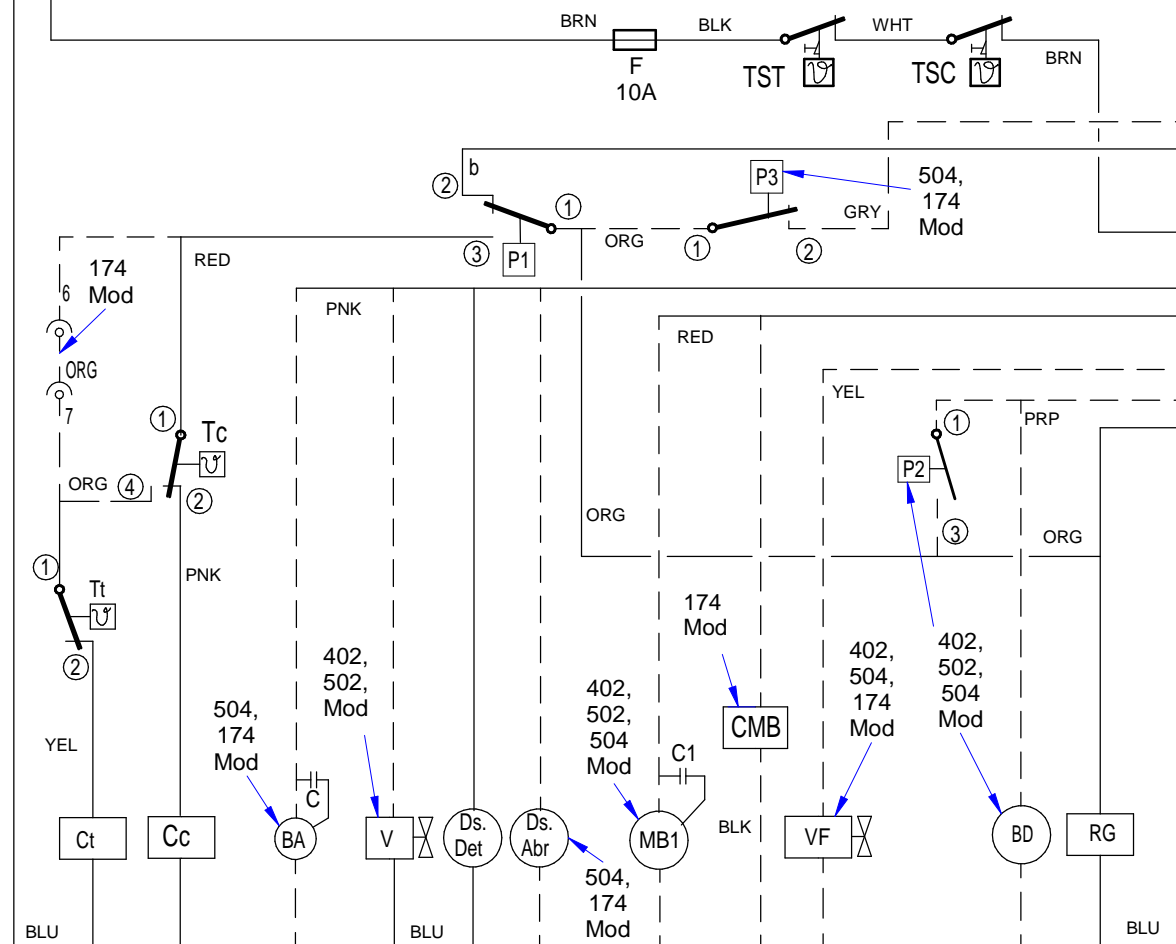 BRN
F
10A
BLK
TST
ϑ
WHT
TSC
ϑ
BRN
b
②
①
③
P1
ORG
P3
①
②
GRY
504,
174
Mod
RED
6
174
Mod
ORG
7
PNK
RED
YEL
PRP
①
Tc
ϑ
ORG
④
②
①
P2
③
ORG
ORG
①
Tt
ϑ
②
PNK
YEL
504,
174
Mod
402,
502,
Mod
402,
502,
504
Mod
174
Mod
402,
504,
174
Mod
402,
502,
504
Mod
C
C1
CMB
BLK
Ct
Cc
BA
V
Ds.
Det
Ds.
Abr
MB1
VF
BD
RG
504,
174
Mod
BLU
BLU
BLU